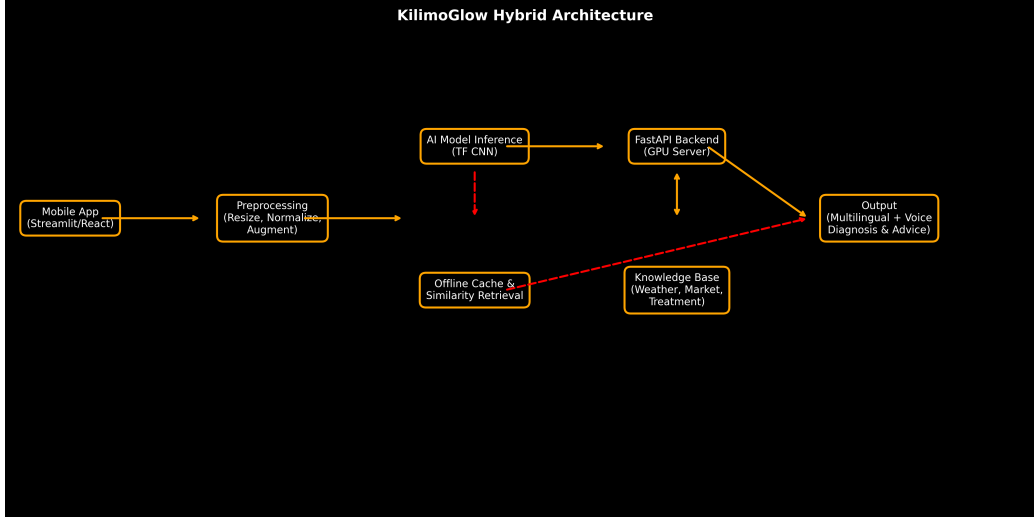 KilimoGlow Hybrid Architecture
AI Model Inference
(TF CNN)
FastAPI Backend
(GPU Server)
Mobile App
(Streamlit/React)
Preprocessing
(Resize, Normalize,
Augment)
Output
(Multilingual + Voice
Diagnosis & Advice)
Offline Cache &
Similarity Retrieval
Knowledge Base
(Weather, Market,
Treatment)